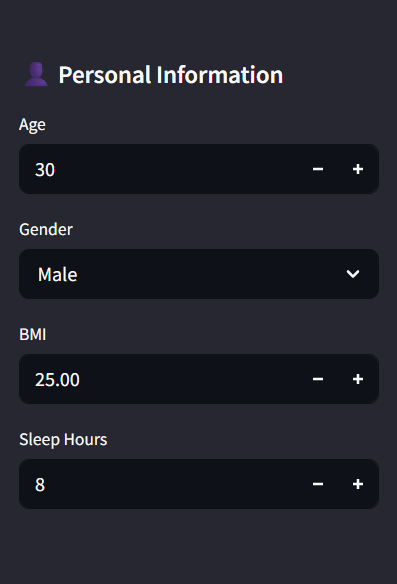 Personal Information
Age
30
Gender
Male
BMI
25.00
Sleep Hours
8